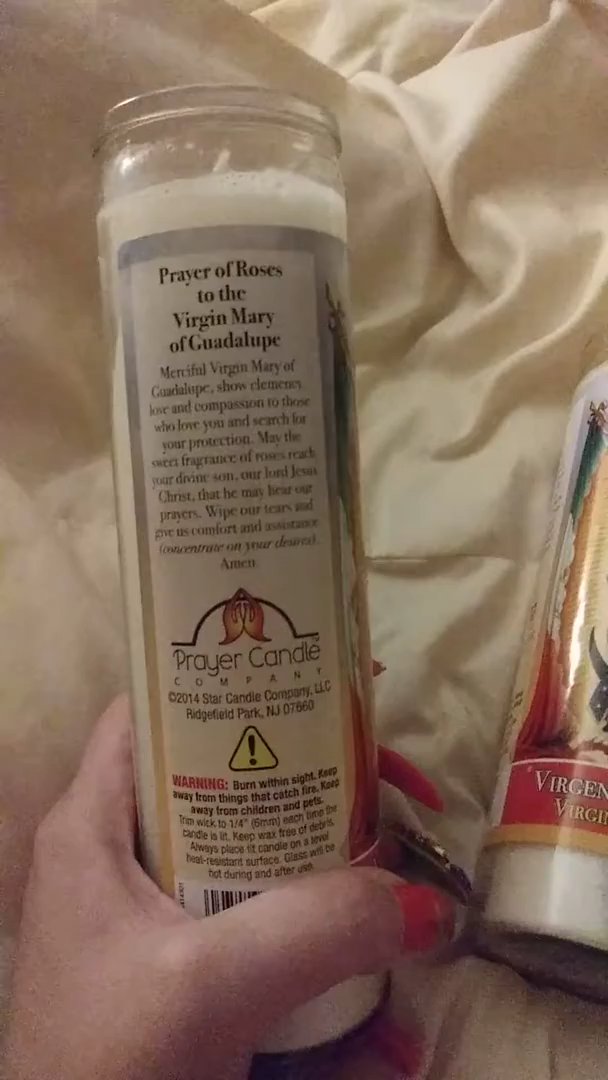 Prayer of Roses
to the
Virgin Mary
of Guadalupe
Merciful Virgin Mary of
Guadalupe, show clemency
love and compassion to those
who love you and search for
your protection. May the
sweet fragrance of roses reach
your divine son, our lord Jesus
Christ, that he may hear our
prayers. Wipe our tears and
give us comfort and assistance
(concentrate on your desires).
Amen
Prayer Candle™
COMPANY
©2014 Star Candle Company, LLC
Ridgefield Park, NJ 07660
WARNING: Burn within sight. Keep
away from things that catch fire. Keep
away from children and pets.
Trim wick to 1/4" (6mm) each time the
candle is lit. Keep wax free of debris.
Always place lit candle on a level
heat-resistant surface. Glass will be
hot during and after use.
VIRGEN
VIRGIN